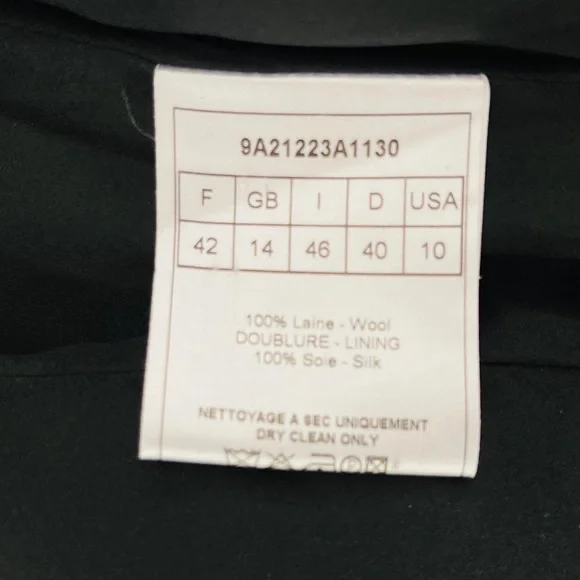 9A21223A1130
F GB I D USA
42 14 46 40 10
100% Laine - Wool
DOUBLURE - LINING
100% Soie - Silk
NETTOYAGE A SEC UNIQUEMENT
DRY CLEAN ONLY